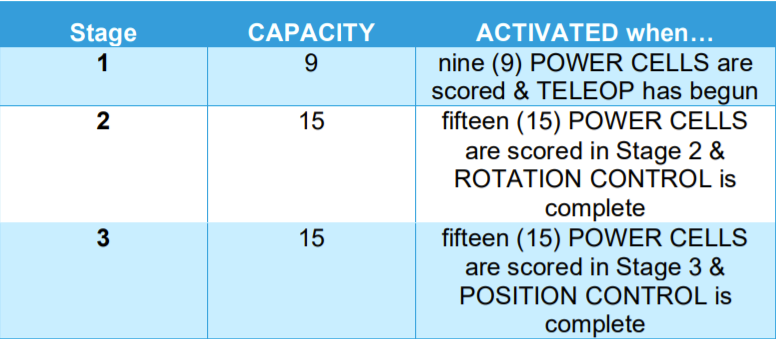 Stage CAPACITY ACTIVATED when…
1 9 nine (9) POWER CELLS are
scored & TELEOP has begun
2 15 fifteen (15) POWER CELLS
are scored in Stage 2 &
ROTATION CONTROL is
complete
3 15 fifteen (15) POWER CELLS
are scored in Stage 3 &
POSITION CONTROL is
complete